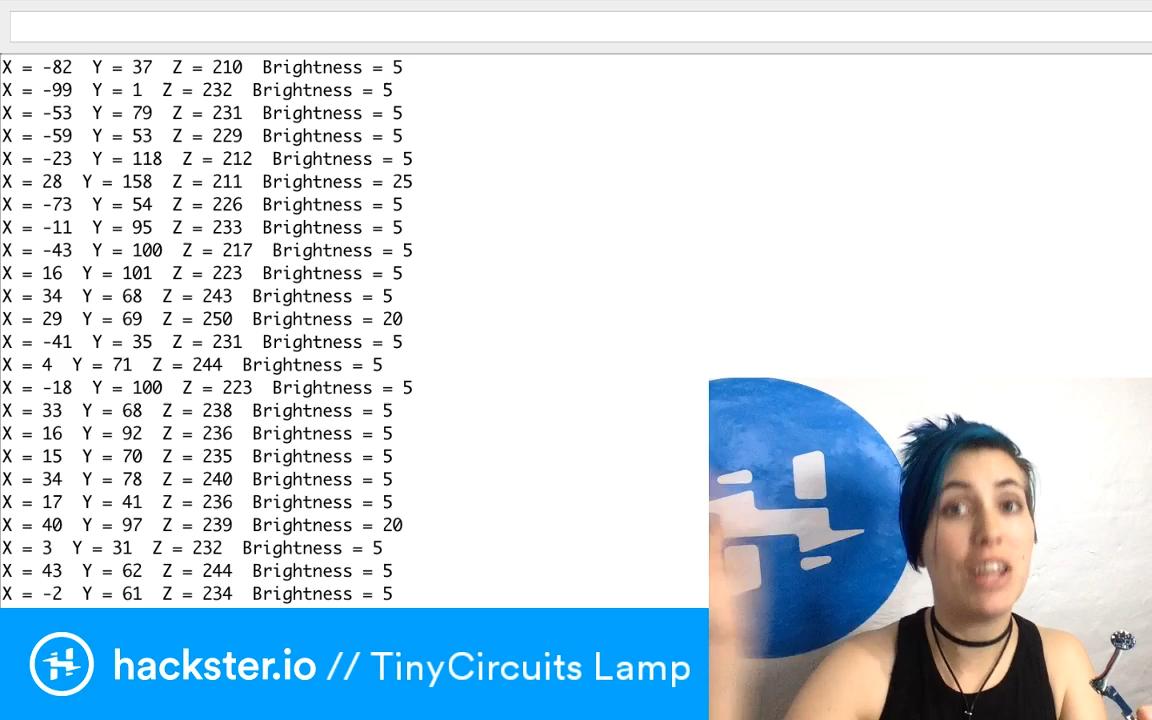 X = -82  Y = 37  Z = 210  Brightness = 5
X = -99  Y = 1  Z = 232  Brightness = 5
X = -53  Y = 79  Z = 231  Brightness = 5
X = -59  Y = 53  Z = 229  Brightness = 5
X = -23  Y = 118  Z = 212  Brightness = 5
X = 28  Y = 158  Z = 211  Brightness = 25
X = -73  Y = 54  Z = 226  Brightness = 5
X = -11  Y = 95  Z = 233  Brightness = 5
X = -43  Y = 100  Z = 217  Brightness = 5
X = 16  Y = 101  Z = 223  Brightness = 5
X = 34  Y = 68  Z = 243  Brightness = 5
X = 29  Y = 69  Z = 250  Brightness = 20
X = -41  Y = 35  Z = 231  Brightness = 5
X = 4  Y = 71  Z = 244  Brightness = 5
X = -18  Y = 100  Z = 223  Brightness = 5
X = 33  Y = 68  Z = 238  Brightness = 5
X = 16  Y = 92  Z = 236  Brightness = 5
X = 15  Y = 70  Z = 235  Brightness = 5
X = 34  Y = 78  Z = 240  Brightness = 5
X = 17  Y = 41  Z = 236  Brightness = 5
X = 40  Y = 97  Z = 239  Brightness = 20
X = 3  Y = 31  Z = 232  Brightness = 5
X = 43  Y = 62  Z = 244  Brightness = 5
X = -2  Y = 61  Z = 234  Brightness = 5
hackster.io // TinyCircuits Lamp